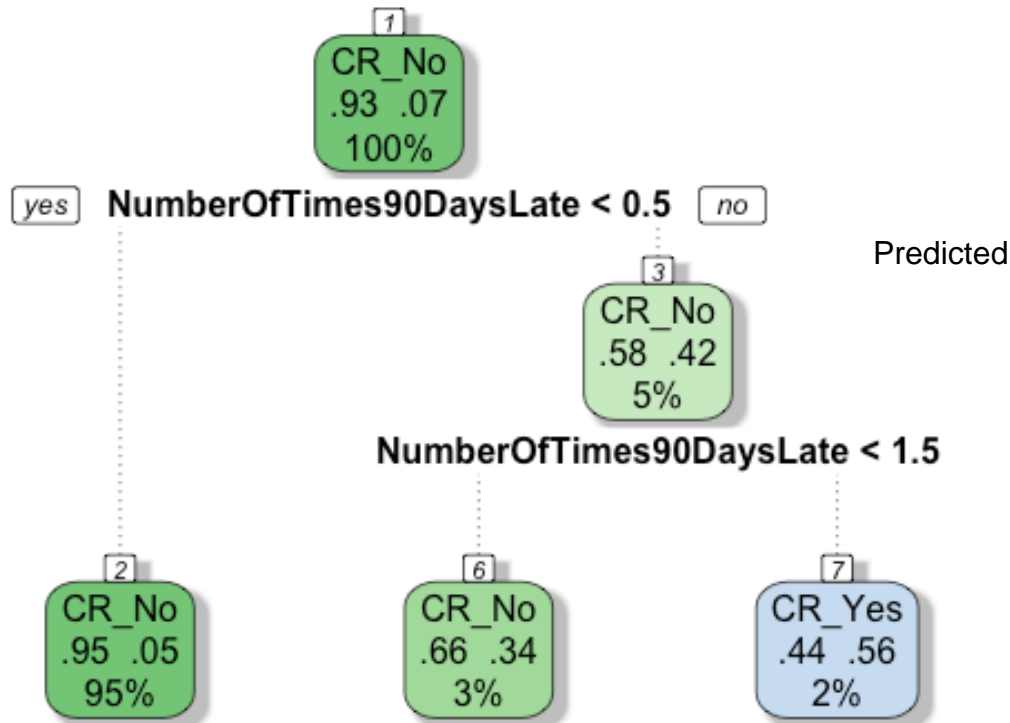 1
CR_No
.93 .07
100%
yes NumberOfTimes90DaysLate < 0.5 no
Predicted
3
CR_No
.58 .42
5%
NumberOfTimes90DaysLate < 1.5
2
CR_No
.95 .05
95%
6
CR_No
.66 .34
3%
7
CR_Yes
.44 .56
2%